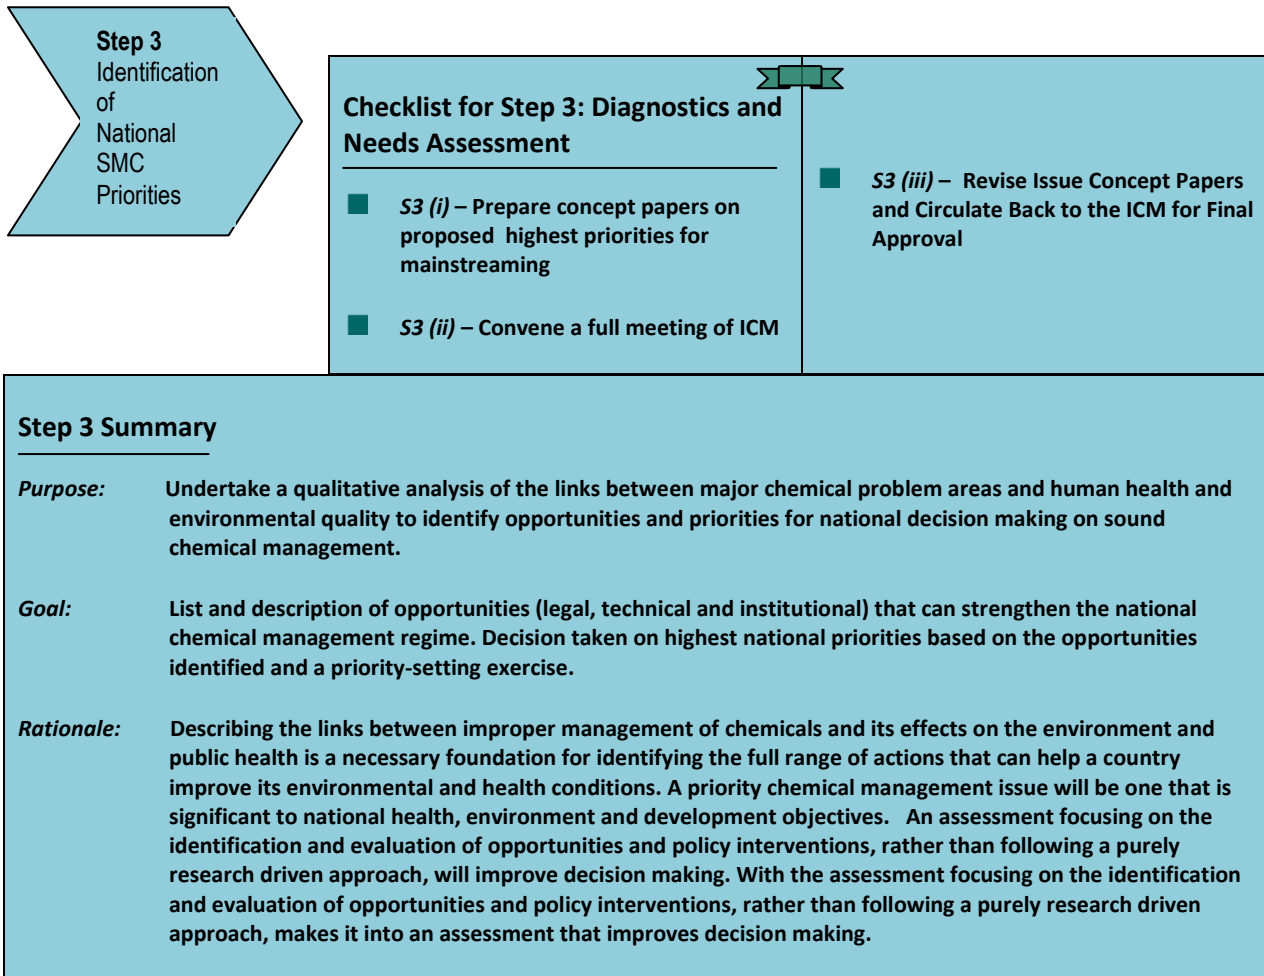 Step 3
Identification
of
National
SMC
Priorities
Checklist for Step 3: Diagnostics and
Needs Assessment
S3 (i) – Prepare concept papers on
proposed highest priorities for
mainstreaming
S3 (ii) – Convene a full meeting of ICM
S3 (iii) – Revise Issue Concept Papers
and Circulate Back to the ICM for Final
Approval
Step 3 Summary
Purpose: Undertake a qualitative analysis of the links between major chemical problem areas and human health and
environmental quality to identify opportunities and priorities for national decision making on sound
chemical management.
Goal: List and description of opportunities (legal, technical and institutional) that can strengthen the national
chemical management regime. Decision taken on highest national priorities based on the opportunities
identified and a priority-setting exercise.
Rationale: Describing the links between improper management of chemicals and its effects on the environment and
public health is a necessary foundation for identifying the full range of actions that can help a country
improve its environmental and health conditions. A priority chemical management issue will be one that is
significant to national health, environment and development objectives. An assessment focusing on the
identification and evaluation of opportunities and policy interventions, rather than following a purely
research driven approach, will improve decision making. With the assessment focusing on the identification
and evaluation of opportunities and policy interventions, rather than following a purely research driven
approach, makes it into an assessment that improves decision making.